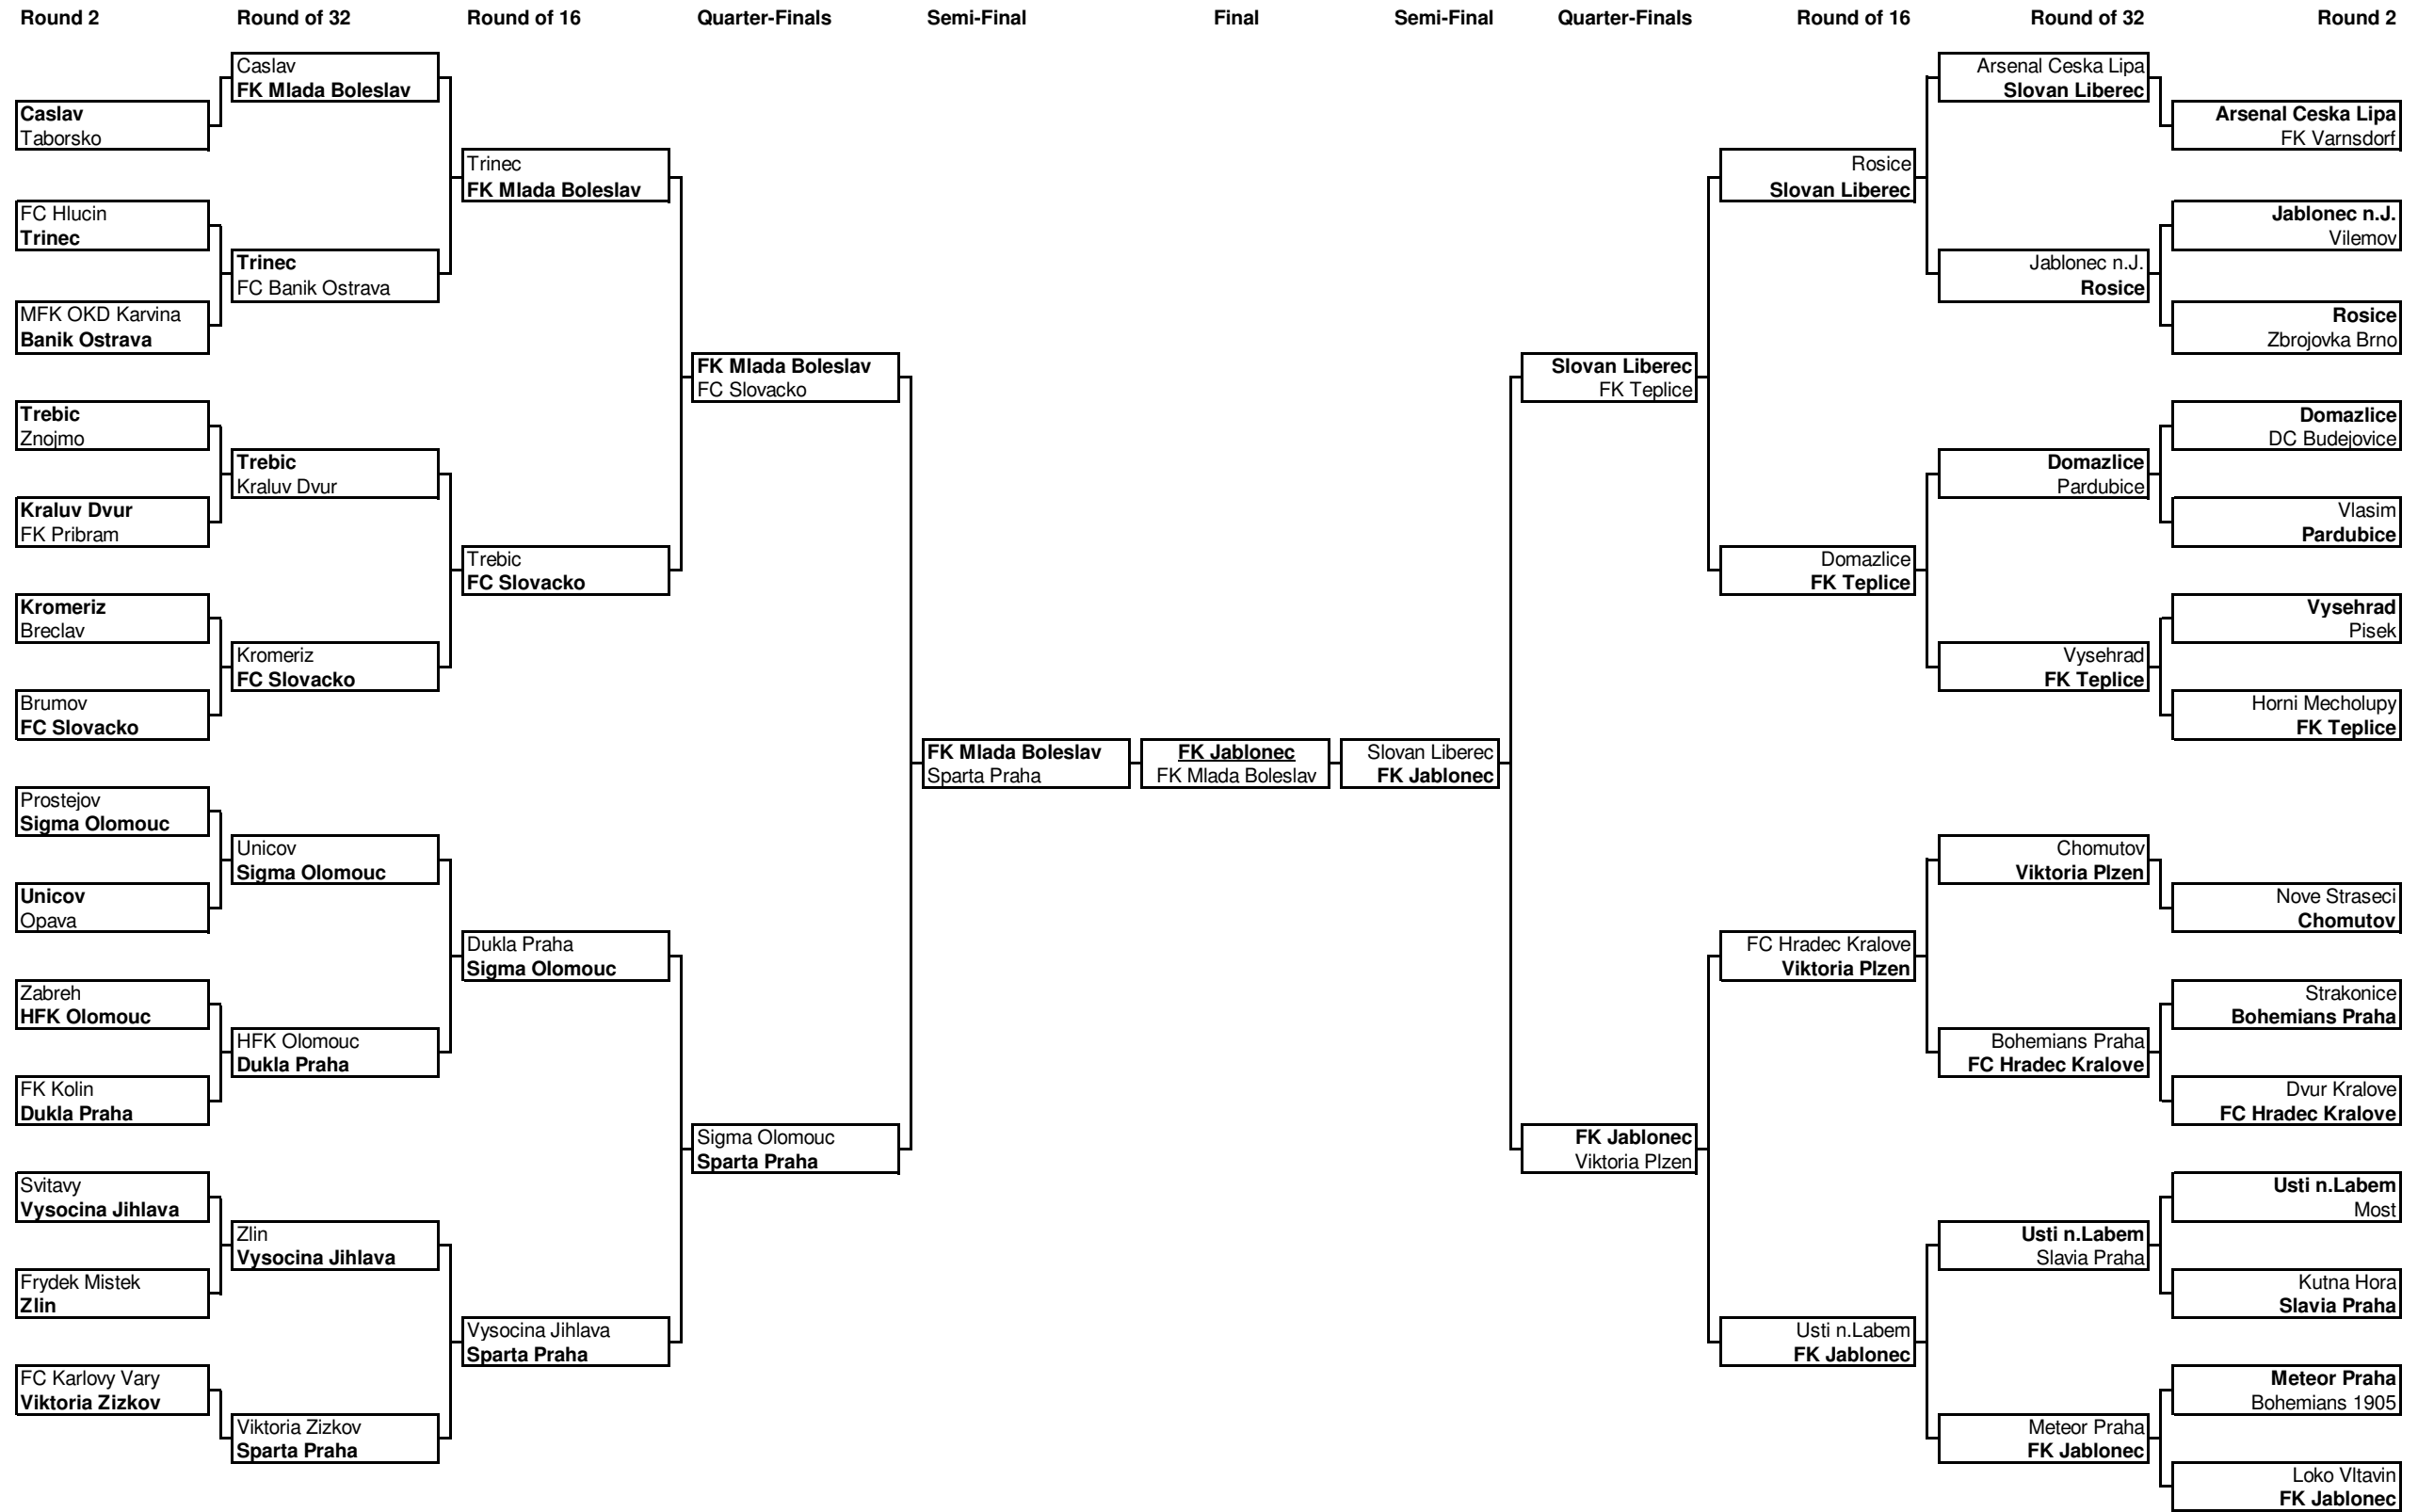 Round 2
Round of 32
Round of 16
Quarter-Finals
Semi-Final
Final
Semi-Final
Quarter-Finals
Round of 16
Round of 32
Round 2
Caslav
Taborsko
FC Hlucin
Trinec
MFK OKD Karvina
Banik Ostrava
Trebic
Znojmo
Kraluv Dvur
FK Pribram
Kromeriz
Breclav
Brumov
FC Slovacko
Prostejov
Sigma Olomouc
Unicov
Opava
Zabreh
HFK Olomouc
FK Kolin
Dukla Praha
Svitavy
Vysocina Jihlava
Frydek Mistek
Zlin
FC Karlovy Vary
Viktoria Zizkov
Caslav
FK Mlada Boleslav
Trinec
FC Banik Ostrava
Trebic
Kraluv Dvur
Kromeriz
FC Slovacko
Unicov
Sigma Olomouc
HFK Olomouc
Dukla Praha
Zlin
Vysocina Jihlava
Viktoria Zizkov
Sparta Praha
Trinec
FK Mlada Boleslav
Trebic
FC Slovacko
Dukla Praha
Sigma Olomouc
Vysocina Jihlava
Sparta Praha
FK Mlada Boleslav
FC Slovacko
Sigma Olomouc
Sparta Praha
FK Mlada Boleslav
Sparta Praha
FK Jablonec
FK Mlada Boleslav
Slovan Liberec
FK Jablonec
Slovan Liberec
FK Teplice
FK Jablonec
Viktoria Plzen
Rosice
Slovan Liberec
Domazlice
FK Teplice
FC Hradec Kralove
Viktoria Plzen
Usti n.Labem
FK Jablonec
Arsenal Ceska Lipa
Slovan Liberec
Jablonec n.J.
Rosice
Domazlice
Pardubice
Vysehrad
FK Teplice
Chomutov
Viktoria Plzen
Bohemians Praha
FC Hradec Kralove
Usti n.Labem
Slavia Praha
Meteor Praha
FK Jablonec
Arsenal Ceska Lipa
FK Varnsdorf
Jablonec n.J.
Vilemov
Rosice
Zbrojovka Brno
Domazlice
DC Budejovice
Vlasim
Pardubice
Vysehrad
Pisek
Horni Mecholupy
FK Teplice
Nove Straseci
Chomutov
Strakonice
Bohemians Praha
Dvur Kralove
FC Hradec Kralove
Usti n.Labem
Most
Kutna Hora
Slavia Praha
Meteor Praha
Bohemians 1905
Loko Vltavin
FK Jablonec